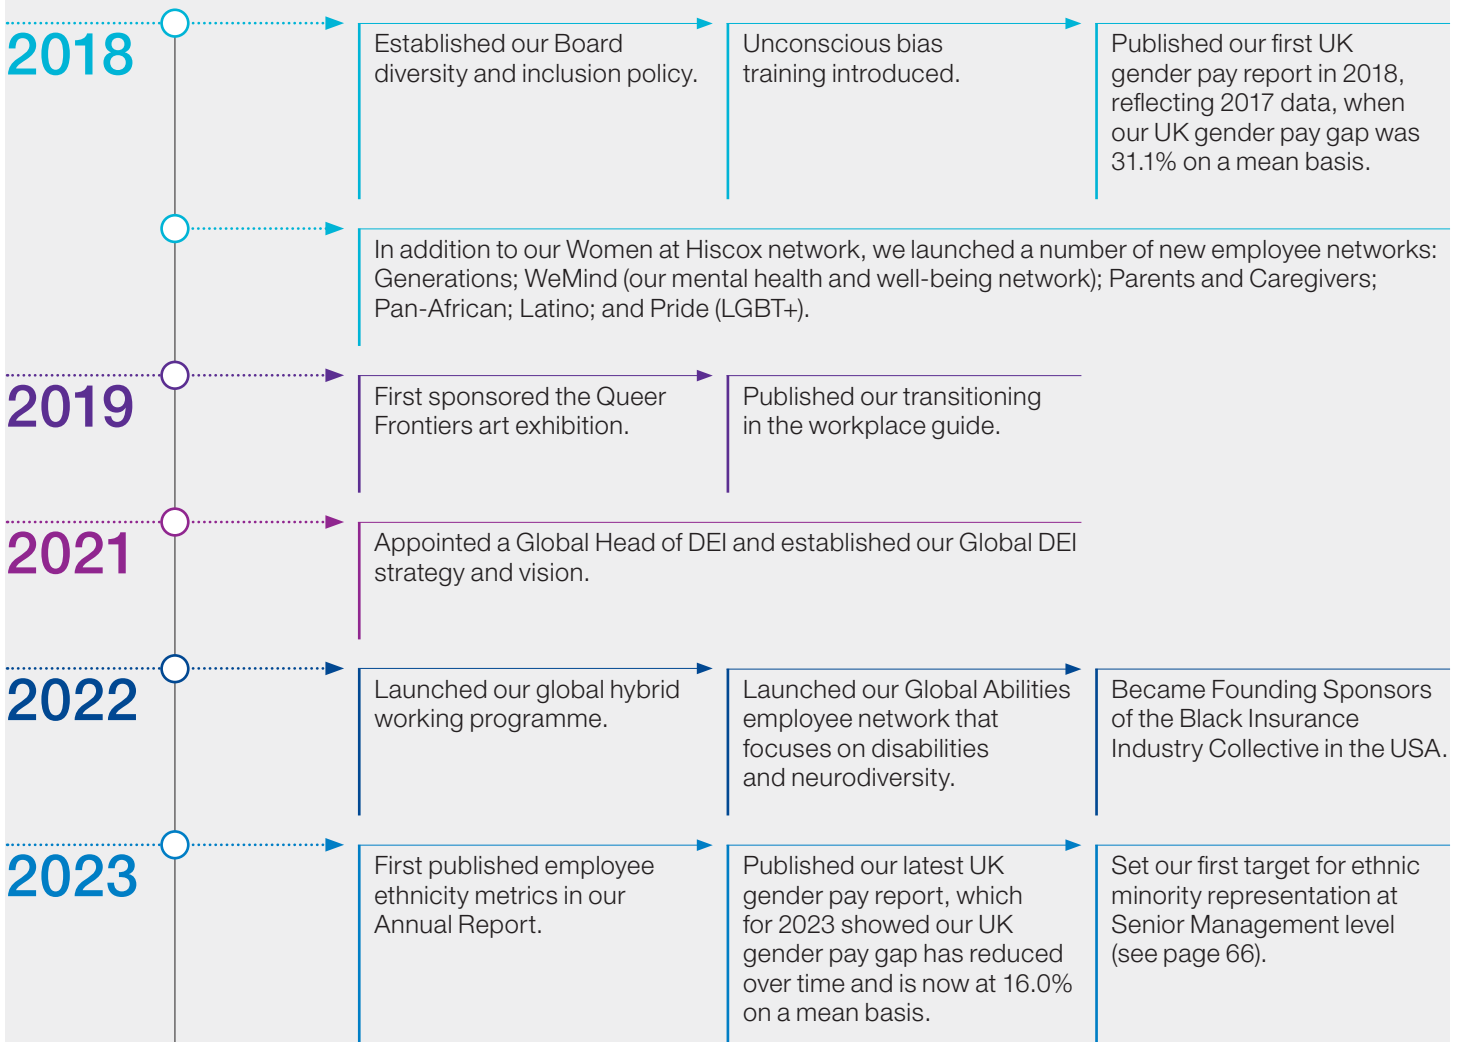 2018
Established our Board
diversity and inclusion policy.
Unconscious bias
training introduced.
Published our first UK
gender pay report in 2018,
reflecting 2017 data, when
our UK gender pay gap was
31.1% on a mean basis.
In addition to our Women at Hiscox network, we launched a number of new employee networks:
Generations; WeMind (our mental health and well-being network); Parents and Caregivers;
Pan-African; Latino; and Pride (LGBT+).
2019
First sponsored the Queer
Frontiers art exhibition.
Published our transitioning
in the workplace guide.
2021
Appointed a Global Head of DEI and established our Global DEI
strategy and vision.
2022
Launched our global hybrid
working programme.
Launched our Global Abilities
employee network that
focuses on disabilities
and neurodiversity.
Became Founding Sponsors
of the Black Insurance
Industry Collective in the USA.
2023
First published employee
ethnicity metrics in our
Annual Report.
Published our latest UK
gender pay report, which
for 2023 showed our UK
gender pay gap has reduced
over time and is now at 16.0%
on a mean basis.
Set our first target for ethnic
minority representation at
Senior Management level
(see page 66).